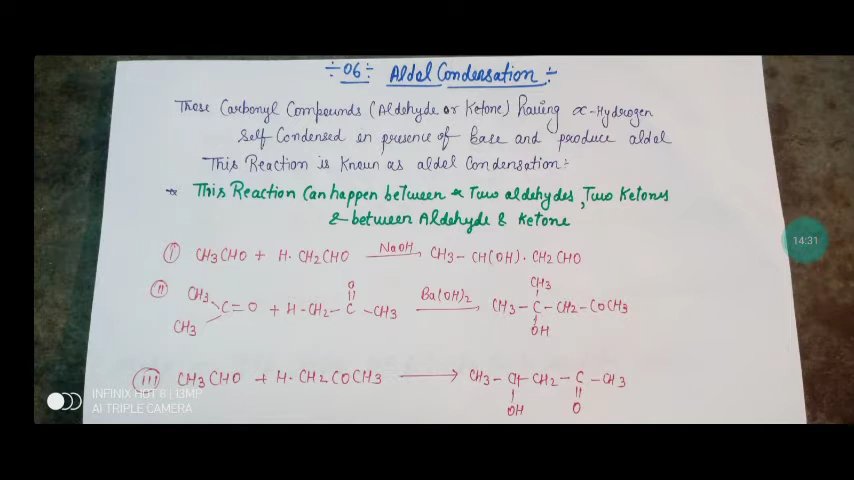 ÷ 06 ÷ Aldol Condensation ÷
Those Carbonyl Compounds (Aldehyde or Ketone) having α-Hydrogen
Self Condensed in presence of base and produce aldol
This Reaction is Known as aldol Condensation:
* This Reaction Can happen between * Two aldehydes, Two Ketones
& between Aldehyde & Ketone
(I) CH3CHO + H·CH2CHO NaOH → CH3-CH(OH)·CH2CHO
CH3
(II) CH3 O
C=O + H-CH2-C-CH3 Ba(OH)2 → CH3-C-CH2-COCH3
CH3 OH
(III) CH3CHO + H·CH2COCH3 → CH3-CH-CH2-C-CH3
OH O
INFINIX HOT 8 | 13MP
AI TRIPLE CAMERA
14:31